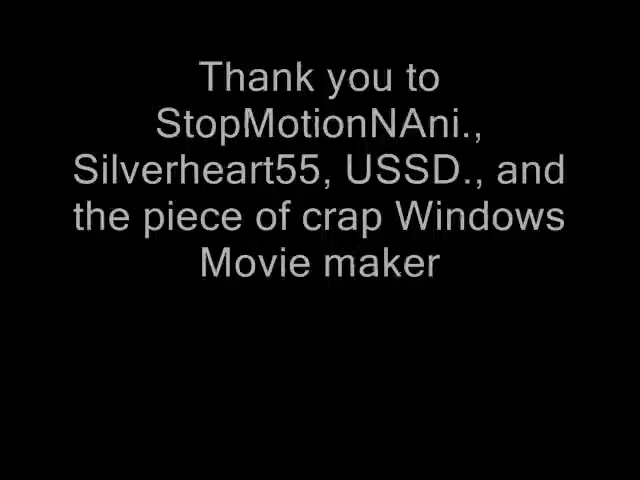 Thank you to
StopMotionNAni.,
Silverheart55, USSD., and
the piece of crap Windows
Movie maker